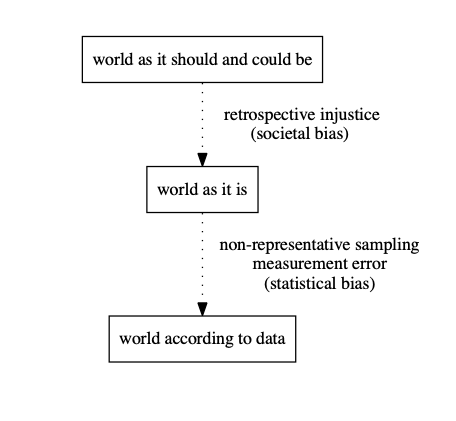 world as it should and could be
retrospective injustice
(societal bias)
world as it is
non-representative sampling
measurement error
(statistical bias)
world according to data